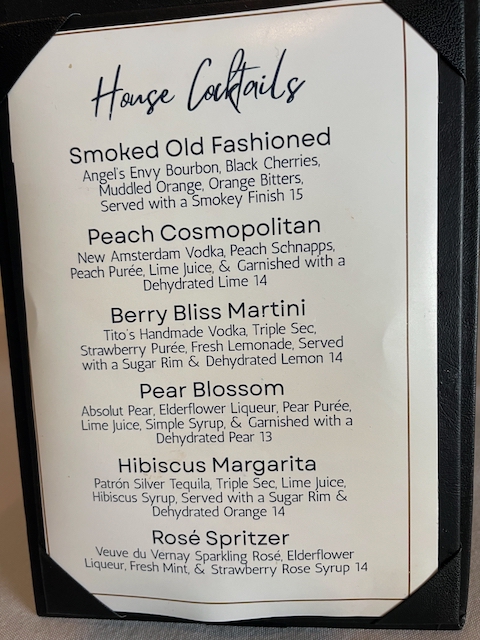 House Cocktails
Smoked Old Fashioned
Angel's Envy Bourbon, Black Cherries,
Muddled Orange, Orange Bitters,
Served with a Smokey Finish 15
Peach Cosmopolitan
New Amsterdam Vodka, Peach Schnapps,
Peach Purée, Lime Juice, & Garnished with a
Dehydrated Lime 14
Berry Bliss Martini
Tito's Handmade Vodka, Triple Sec,
Strawberry Purée, Fresh Lemonade, Served
with a Sugar Rim & Dehydrated Lemon 14
Pear Blossom
Absolut Pear, Elderflower Liqueur, Pear Purée,
Lime Juice, Simple Syrup, & Garnished with a
Dehydrated Pear 13
Hibiscus Margarita
Patrón Silver Tequila, Triple Sec, Lime Juice,
Hibiscus Syrup, Served with a Sugar Rim &
Dehydrated Orange 14
Rosé Spritzer
Veuve du Vernay Sparkling Rosé, Elderflower
Liqueur, Fresh Mint, & Strawberry Rose Syrup 14